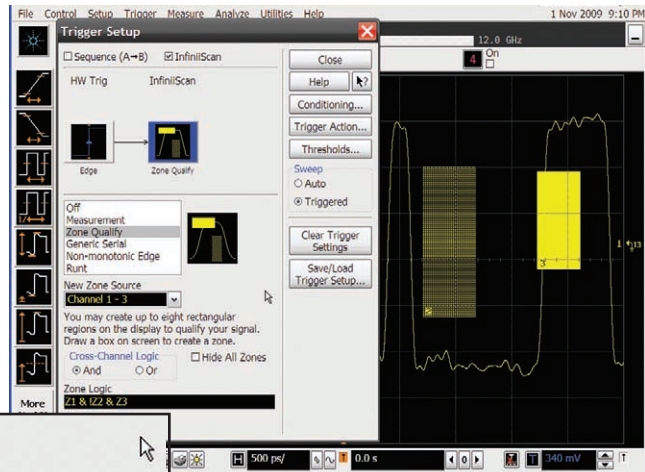 File Control Setup Trigger Measure Analyze Utilities Help
1 Nov 2009 9:10 PM
Trigger Setup
12.0 GHz
4 On
Sequence (A→B)
InfiniiScan
HW Trig
InfiniiScan
Edge
Zone Qualify
Off
Measurement
Zone Qualify
Generic Serial
Non-monotonic Edge
Runt
New Zone Source
Channel 1 - 3
You may create up to eight rectangular
regions on the display to qualify your signal.
Draw a box on screen to create a zone.
Cross-Channel Logic
And
Or
Hide All Zones
Zone Logic
Z1 & !Z2 & Z3
Close
Help
Conditioning...
Trigger Action...
Thresholds...
Sweep
Auto
Triggered
Clear Trigger
Settings
Save/Load
Trigger Setup...
3
1
More
H 500 ps/
0.0 s
0
T 340 mV